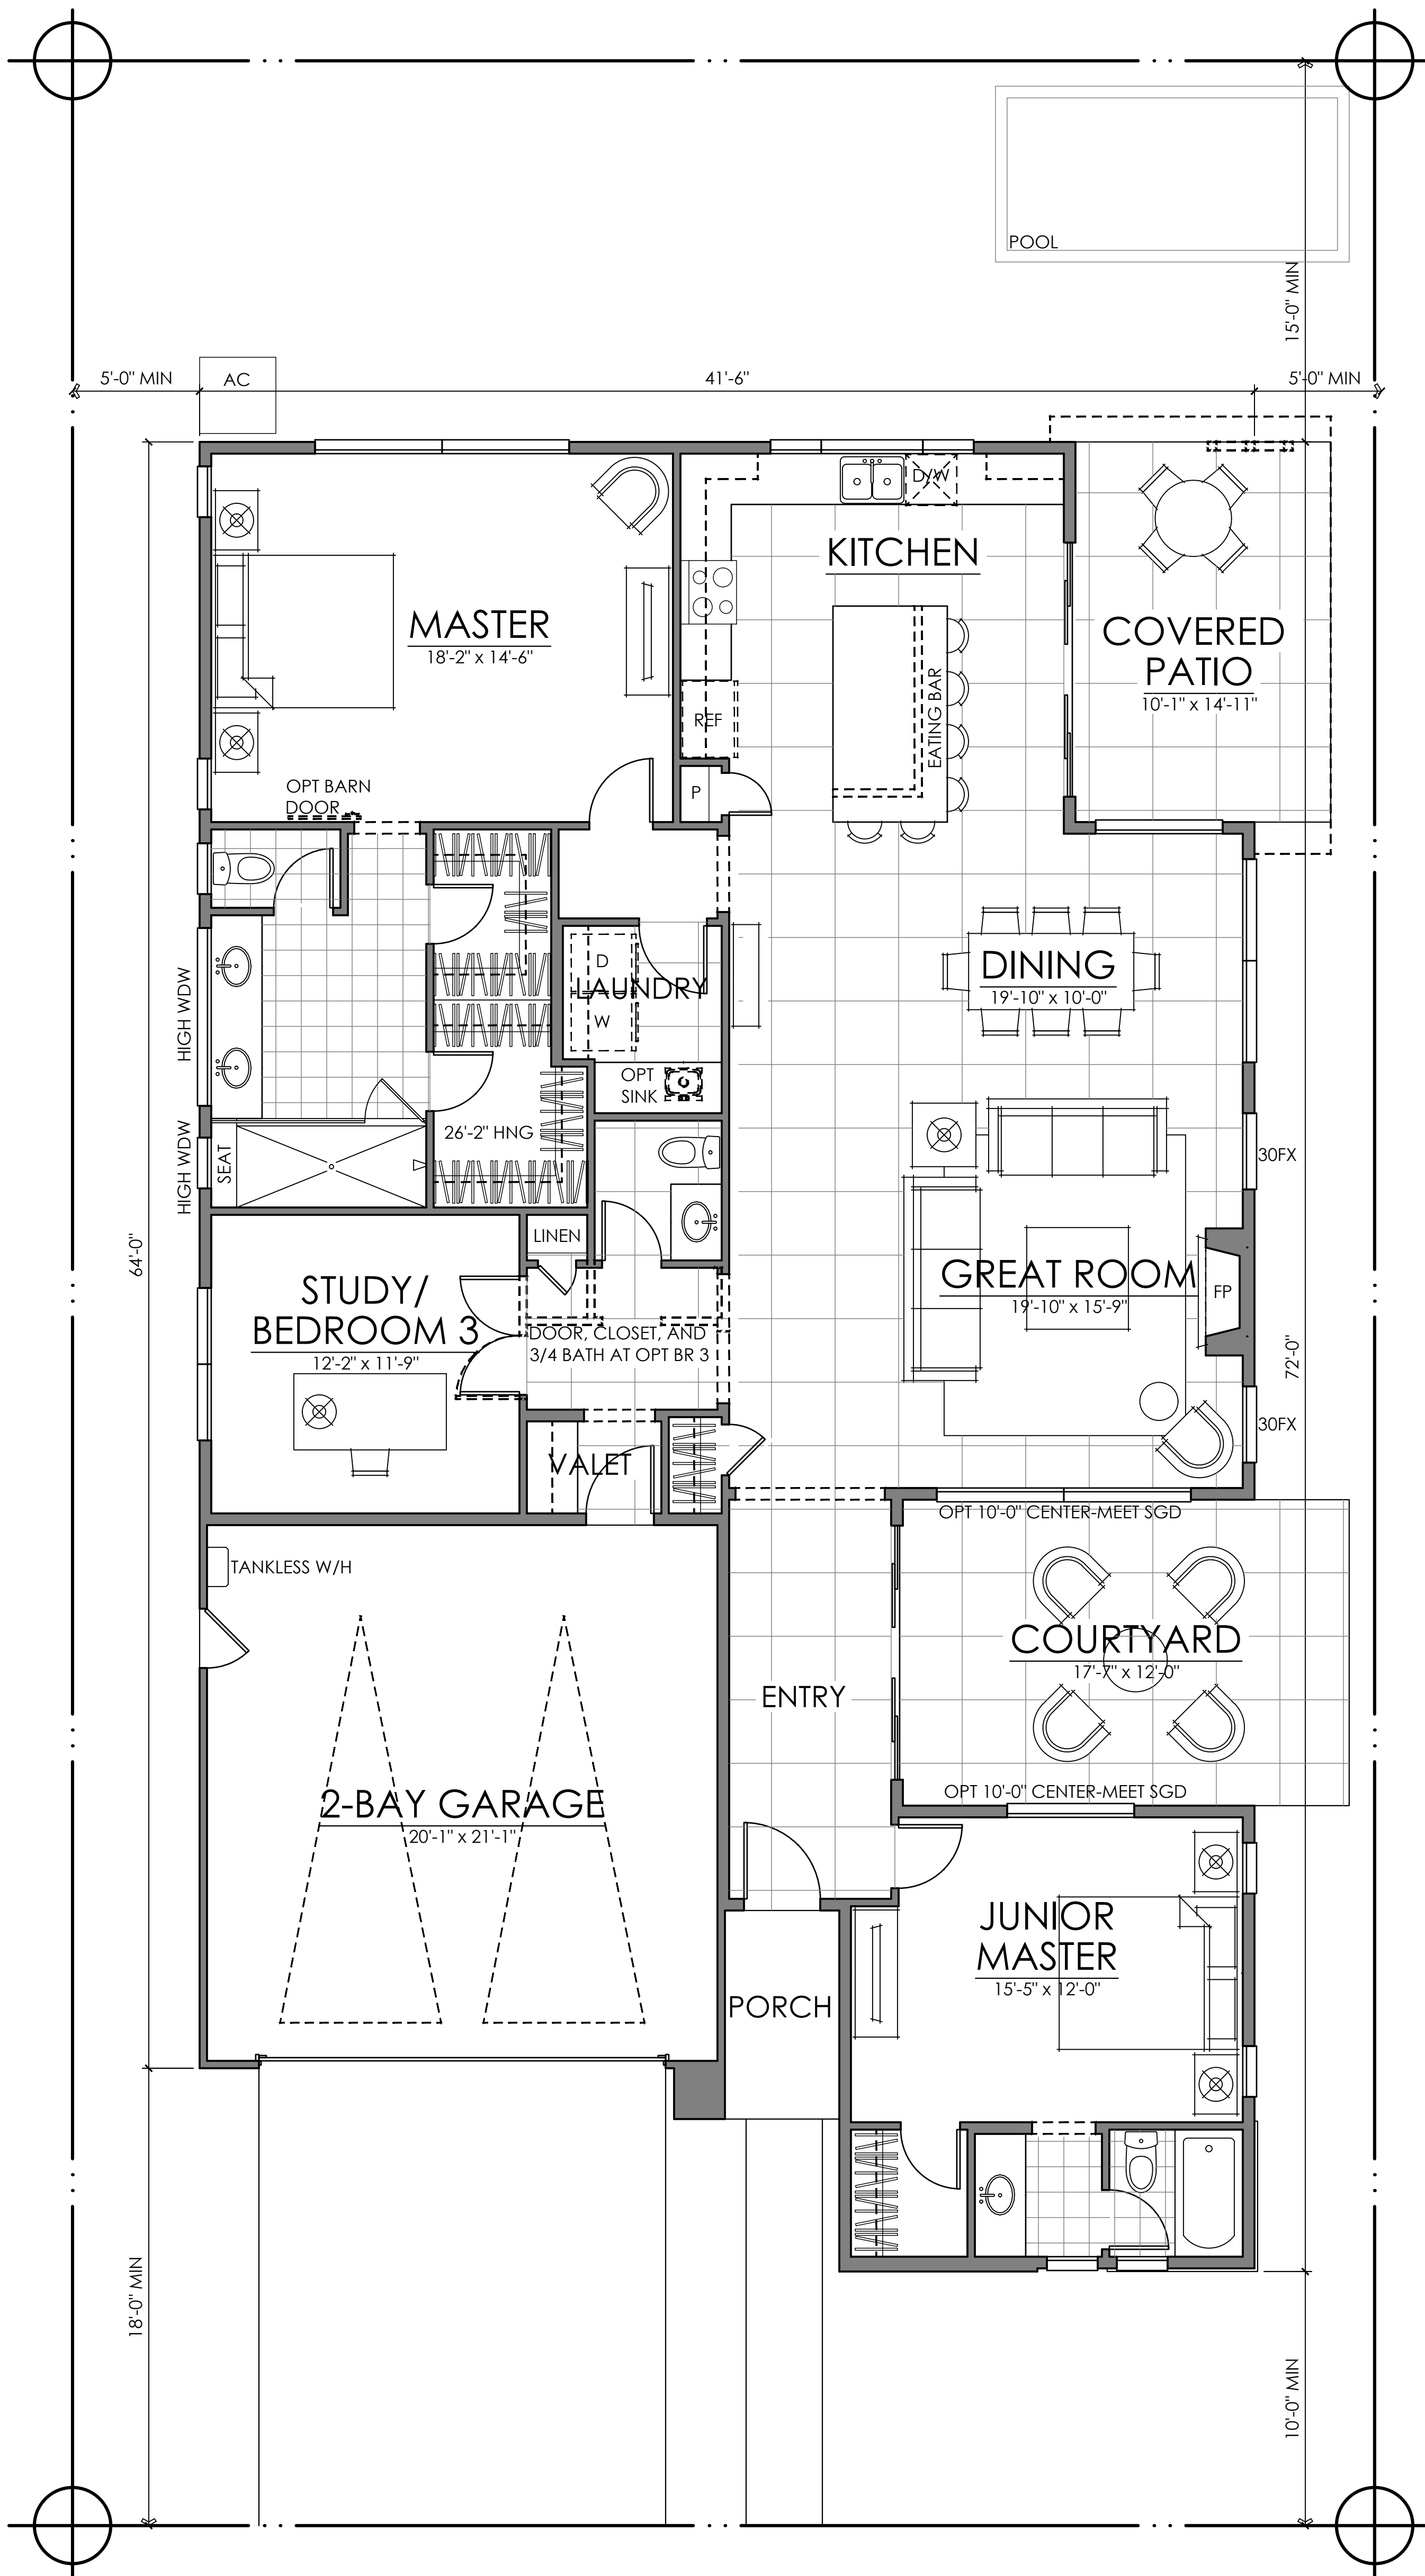 POOL
15'-0" MIN
5'-0" MIN
AC
41'-6"
5'-0" MIN
D/W
KITCHEN
MASTER
18'-2" x 14'-6"
COVERED
PATIO
10'-1" x 14'-11"
REF
EATING BAR
P
OPT BARN
DOOR
HIGH WDW
D
LAUNDRY
W
DINING
19'-10" x 10'-0"
OPT
SINK
HIGH WDW
SEAT
26'-2" HNG
30FX
LINEN
64'-0"
STUDY/
BEDROOM 3
12'-2" x 11'-9"
GREAT ROOM
19'-10" x 15'-9"
FP
DOOR, CLOSET, AND
3/4 BATH AT OPT BR 3
72'-0"
30FX
VALET
OPT 10'-0" CENTER-MEET SGD
TANKLESS W/H
COURTYARD
17'-7" x 12'-0"
ENTRY
OPT 10'-0" CENTER-MEET SGD
2-BAY GARAGE
20'-1" x 21'-1"
JUNIOR
MASTER
15'-5" x 12'-0"
PORCH
18'-0" MIN
10'-0" MIN